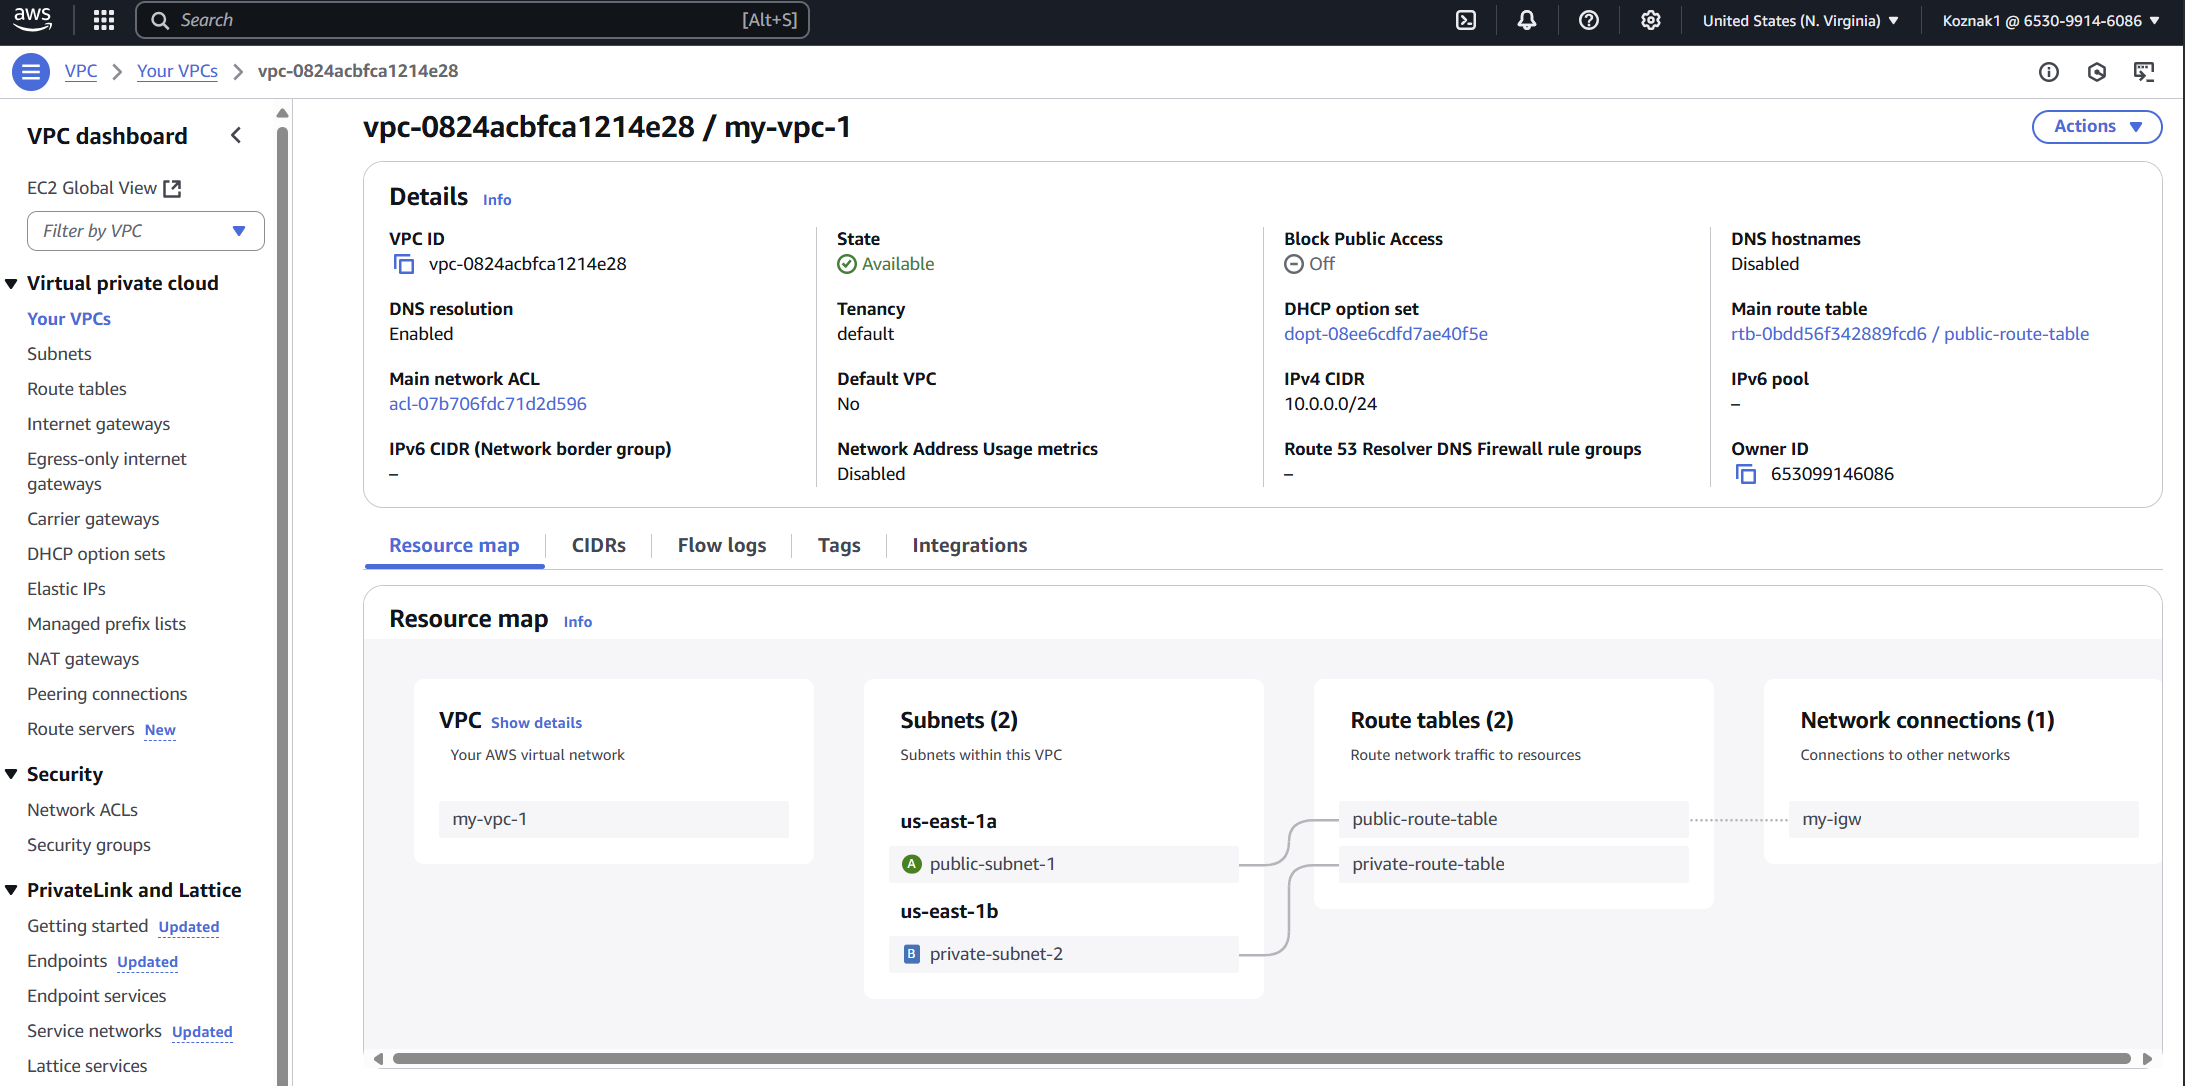 aws
Search [Alt+S]
United States (N. Virginia)
Koznak1 @ 6530-9914-6086
VPC
Your VPCs
vpc-0824acbfca1214e28
VPC dashboard
EC2 Global View
Filter by VPC
Virtual private cloud
Your VPCs
Subnets
Route tables
Internet gateways
Egress-only internet
gateways
Carrier gateways
DHCP option sets
Elastic IPs
Managed prefix lists
NAT gateways
Peering connections
Route servers New
Security
Network ACLs
Security groups
PrivateLink and Lattice
Getting started Updated
Endpoints Updated
Endpoint services
Service networks Updated
Lattice services
vpc-0824acbfca1214e28 / my-vpc-1
Actions
Details Info
VPC ID
vpc-0824acbfca1214e28
State
Available
Block Public Access
Off
DNS hostnames
Disabled
DNS resolution
Enabled
Tenancy
default
DHCP option set
dopt-08ee6cdfd7ae40f5e
Main route table
rtb-0bdd56f342889fcd6 / public-route-table
Main network ACL
acl-07b706fdc71d2d596
Default VPC
No
IPv4 CIDR
10.0.0.0/24
IPv6 pool
–
IPv6 CIDR (Network border group)
–
Network Address Usage metrics
Disabled
Route 53 Resolver DNS Firewall rule groups
–
Owner ID
653099146086
Resource map
CIDRs
Flow logs
Tags
Integrations
Resource map Info
VPC Show details
Your AWS virtual network
my-vpc-1
Subnets (2)
Subnets within this VPC
us-east-1a
A public-subnet-1
us-east-1b
B private-subnet-2
Route tables (2)
Route network traffic to resources
public-route-table
private-route-table
Network connections (1)
Connections to other networks
my-igw